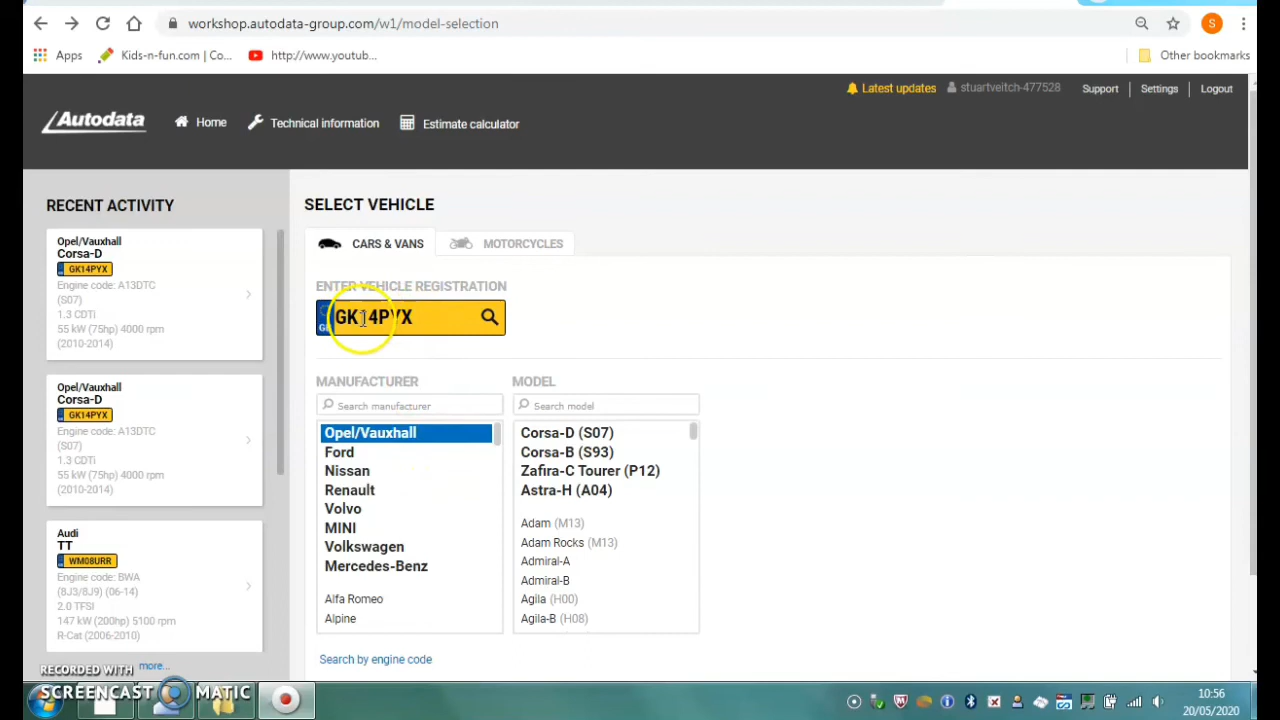 workshop.autodata-group.com/w1/model-selection
S
Apps
Kids-n-fun.com | Co...
http://www.youtub...
Other bookmarks
Latest updates
stuartveitch-477528
Support
Settings
Logout
Autodata
Home
Technical information
Estimate calculator
RECENT ACTIVITY
Opel/Vauxhall
Corsa-D
GK14PYX
Engine code: A13DTC
(S07)
1.3 CDTi
55 kW (75hp) 4000 rpm
(2010-2014)
Opel/Vauxhall
Corsa-D
GK14PYX
Engine code: A13DTC
(S07)
1.3 CDTi
55 kW (75hp) 4000 rpm
(2010-2014)
Audi
TT
WM08URR
Engine code: BWA
(8J3/8J9) (06-14)
2.0 TFSI
147 kW (200hp) 5100 rpm
R-Cat (2006-2010)
more...
SELECT VEHICLE
CARS & VANS
MOTORCYCLES
ENTER VEHICLE REGISTRATION
GK14PYX
MANUFACTURER
Search manufacturer
Opel/Vauxhall
Ford
Nissan
Renault
Volvo
MINI
Volkswagen
Mercedes-Benz
Alfa Romeo
Alpine
MODEL
Search model
Corsa-D (S07)
Corsa-B (S93)
Zafira-C Tourer (P12)
Astra-H (A04)
Adam (M13)
Adam Rocks (M13)
Admiral-A
Admiral-B
Agila (H00)
Agila-B (H08)
Search by engine code
RECORDED WITH
SCREENCAST MATIC
10:56
20/05/2020